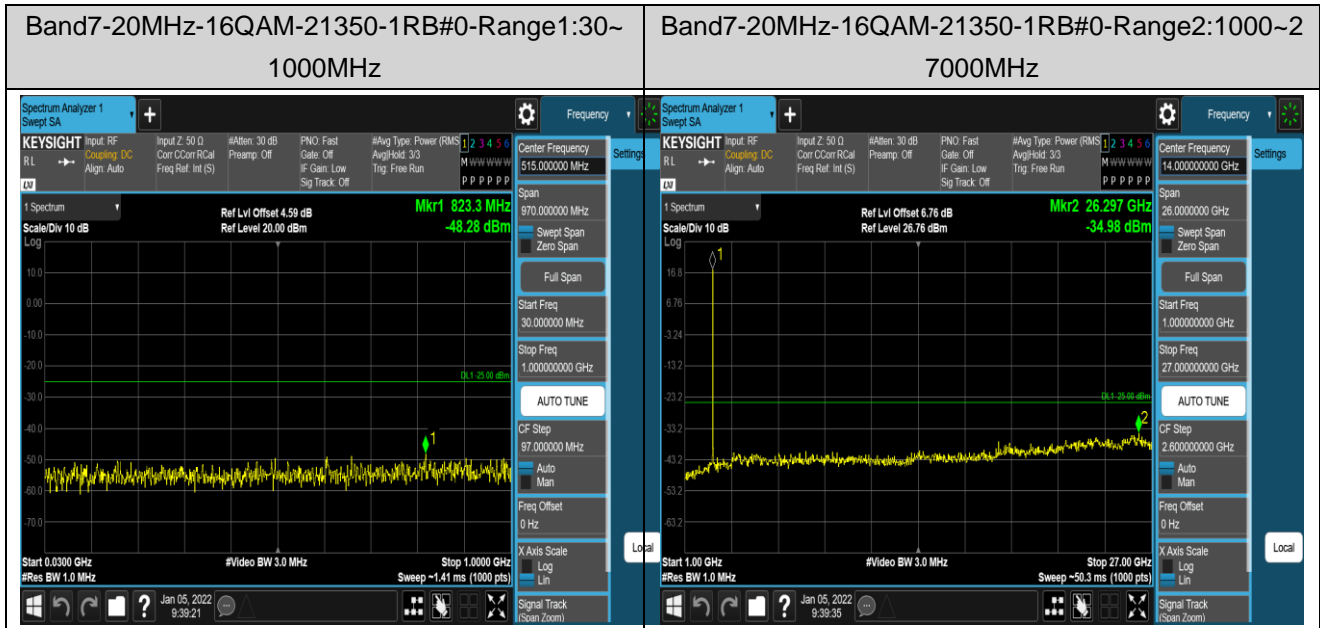 Band7-20MHz-16QAM-21350-1RB#0-Range1:30~
1000MHz
Band7-20MHz-16QAM-21350-1RB#0-Range2:1000~2
7000MHz
Spectrum Analyzer 1
Swept SA
+
Frequency
KEYSIGHT
Input: RF
Coupling: DC
Align: Auto
Input Z: 50 Ω
Corr CCorr RCal
Freq Ref: Int (S)
#Atten: 30 dB
Preamp: Off
PNO: Fast
Gate: Off
IF Gain: Low
Sig Track: Off
#Avg Type: Power (RMS
Avg|Hold: 3/3
Trig: Free Run
1 2 3 4 5 6
M W W W W W
P P P P P P
R L
LXI
Center Frequency
515.000000 MHz
Settings
1 Spectrum
Scale/Div 10 dB
Log
Ref Lvl Offset 4.59 dB
Ref Level 20.00 dBm
Mkr1 823.3 MHz
-48.28 dBm
Span
970.000000 MHz
Swept Span
Zero Span
Full Span
Start Freq
30.000000 MHz
Stop Freq
1.000000000 GHz
AUTO TUNE
CF Step
97.000000 MHz
Auto
Man
Freq Offset
0 Hz
X Axis Scale
Log
Lin
Signal Track
(Span Zoom)
Local
10.0
0.00
-10.0
-20.0
-30.0
-40.0
-50.0
-60.0
-70.0
DL1 -25.00 dBm
1
Start 0.0300 GHz
#Res BW 1.0 MHz
#Video BW 3.0 MHz
Stop 1.0000 GHz
Sweep ~1.41 ms (1000 pts)
?
Jan 05, 2022
9:39:21
Spectrum Analyzer 1
Swept SA
+
Frequency
KEYSIGHT
Input: RF
Coupling: DC
Align: Auto
Input Z: 50 Ω
Corr CCorr RCal
Freq Ref: Int (S)
#Atten: 30 dB
Preamp: Off
PNO: Fast
Gate: Off
IF Gain: Low
Sig Track: Off
#Avg Type: Power (RMS
Avg|Hold: 3/3
Trig: Free Run
1 2 3 4 5 6
M W W W W W
P P P P P P
R L
LXI
Center Frequency
14.000000000 GHz
Settings
1 Spectrum
Scale/Div 10 dB
Log
Ref Lvl Offset 6.76 dB
Ref Level 26.76 dBm
Mkr2 26.297 GHz
-34.98 dBm
Span
26.0000000 GHz
Swept Span
Zero Span
Full Span
Start Freq
1.000000000 GHz
Stop Freq
27.000000000 GHz
AUTO TUNE
CF Step
2.600000000 GHz
Auto
Man
Freq Offset
0 Hz
X Axis Scale
Log
Lin
Signal Track
(Span Zoom)
Local
16.8
6.76
-3.24
-13.2
-23.2
-33.2
-43.2
-53.2
-63.2
DL1 -25.00 dBm
1
2
Start 1.00 GHz
#Res BW 1.0 MHz
#Video BW 3.0 MHz
Stop 27.00 GHz
Sweep ~50.3 ms (1000 pts)
?
Jan 05, 2022
9:39:35